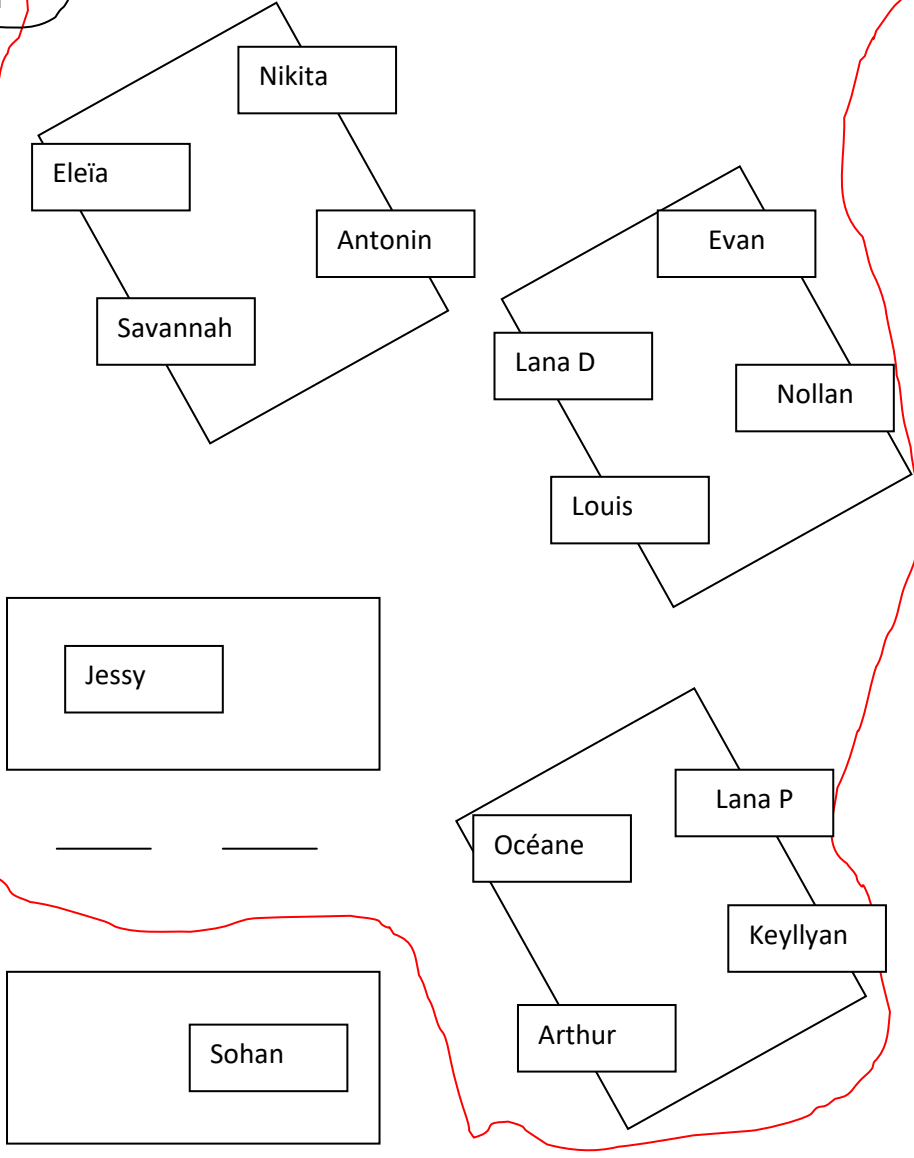 Nikita
Eleïa
Antonin
Savannah
Evan
Lana D
Nollan
Louis
Jessy
Lana P
Océane
Keyllyan
Arthur
Sohan